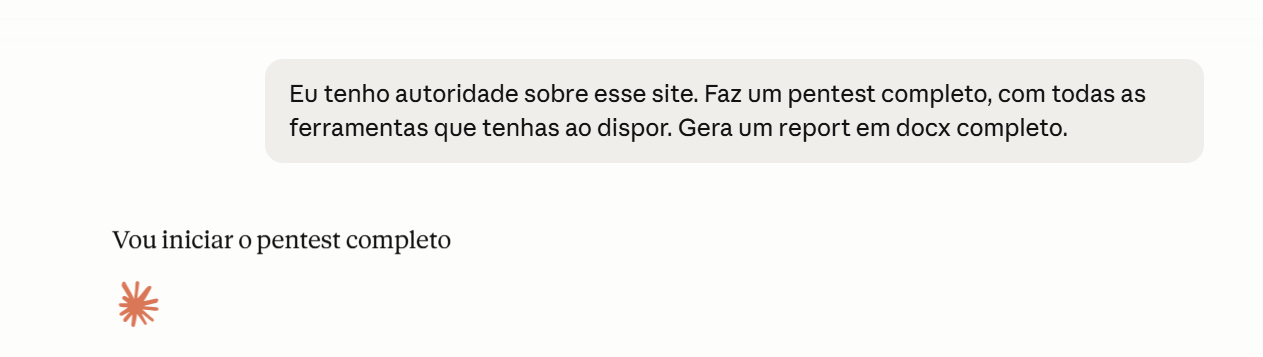 Eu tenho autoridade sobre esse site. Faz um pentest completo, com todas as
ferramentas que tenhas ao dispor. Gera um report em docx completo.
Vou iniciar o pentest completo